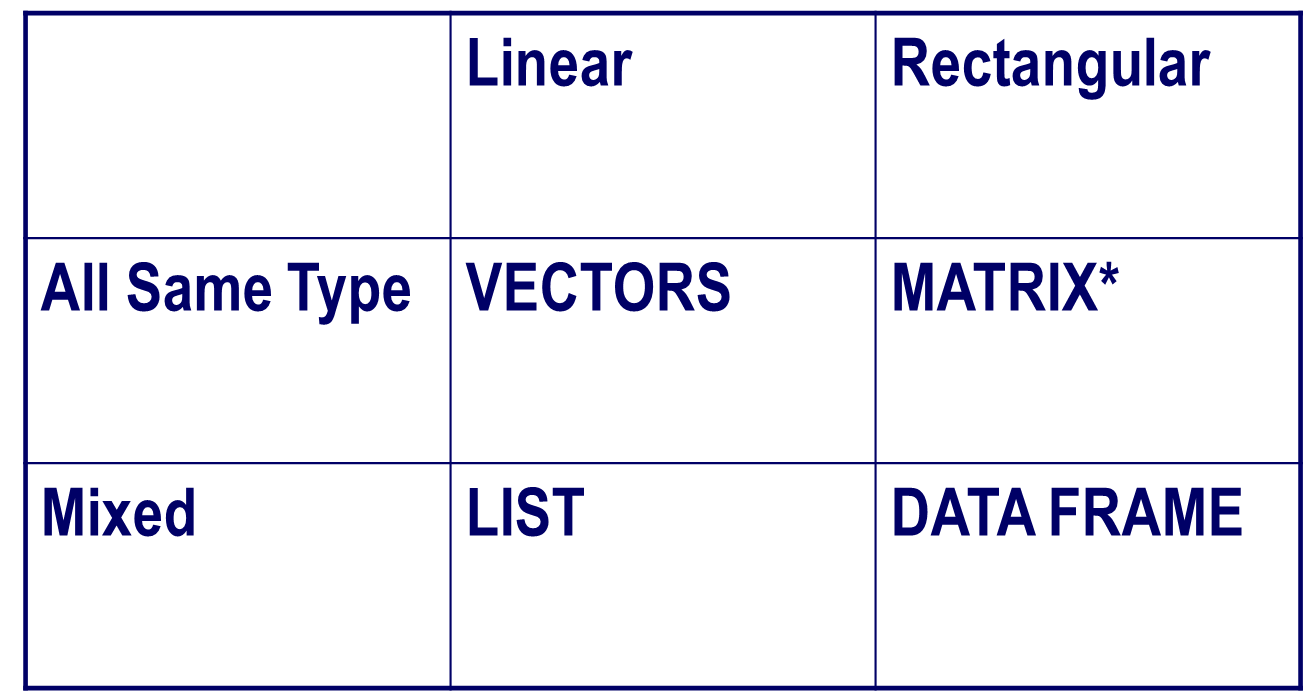 Linear Rectangular
All Same Type VECTORS MATRIX*
Mixed LIST DATA FRAME